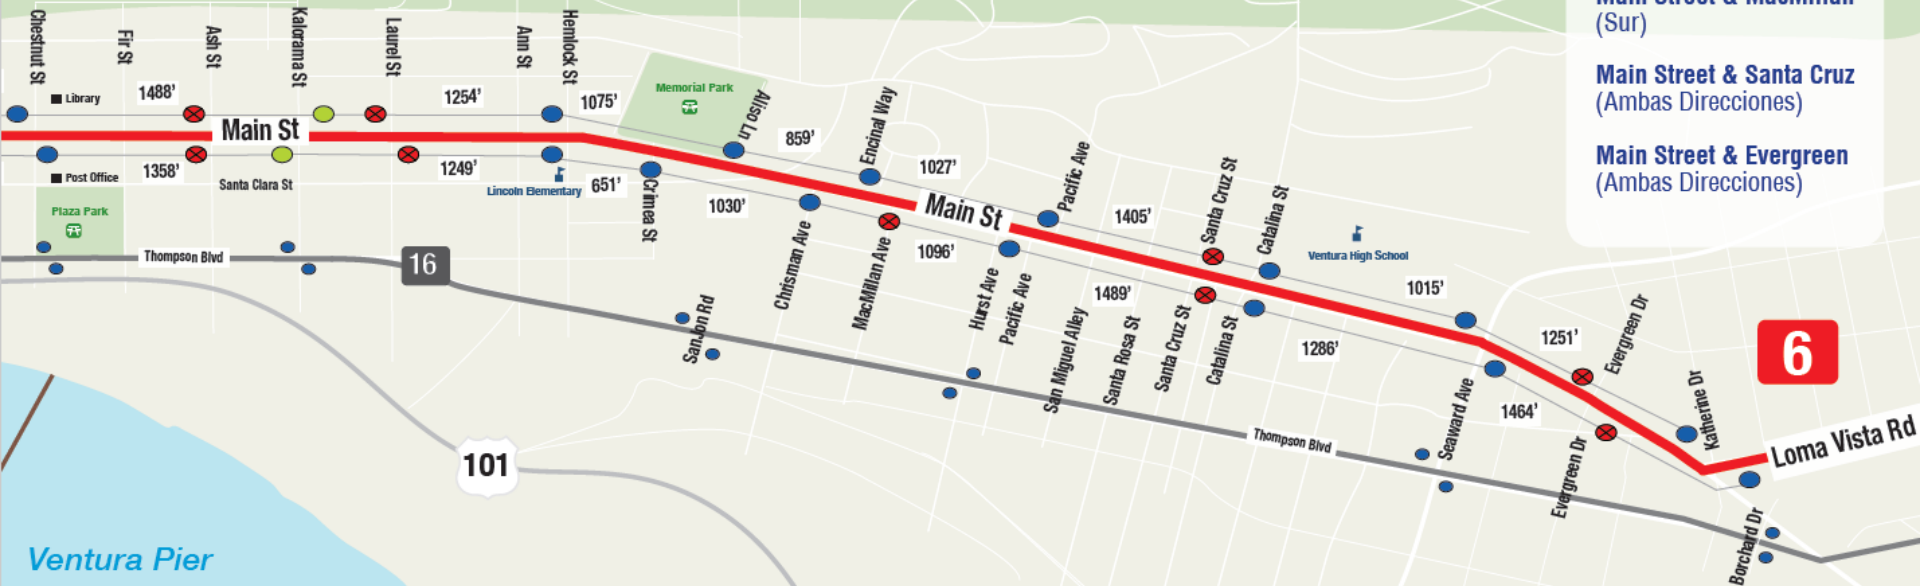 Main Street & MacMillan
(Sur)
Main Street & Santa Cruz
(Ambas Direcciones)
Main Street & Evergreen
(Ambas Direcciones)
Chestnut St
Fir St
Ash St
Kalorama St
Laurel St
Ann St
Hemlock St
Library
1488'
1254'
1075'
Memorial Park
Aliso Ln
859'
Encinal Way
1027'
Pacific Ave
1405'
Santa Cruz St
Catalina St
Ventura High School
1015'
1251'
Evergreen Dr
Katherine Dr
6
Loma Vista Rd
Main St
Main St
Post Office
1358'
Santa Clara St
1249'
Lincoln Elementary
651'
Crimea St
1030'
Chrisman Ave
MacMillan Ave
1096'
Hurst Ave
Pacific Ave
1489'
San Miguel Alley
Santa Rosa St
Santa Cruz St
Catalina St
1286'
Seaward Ave
1464'
Evergreen Dr
Borchard Dr
Plaza Park
Thompson Blvd
16
SanJon Rd
Thompson Blvd
101
Ventura Pier